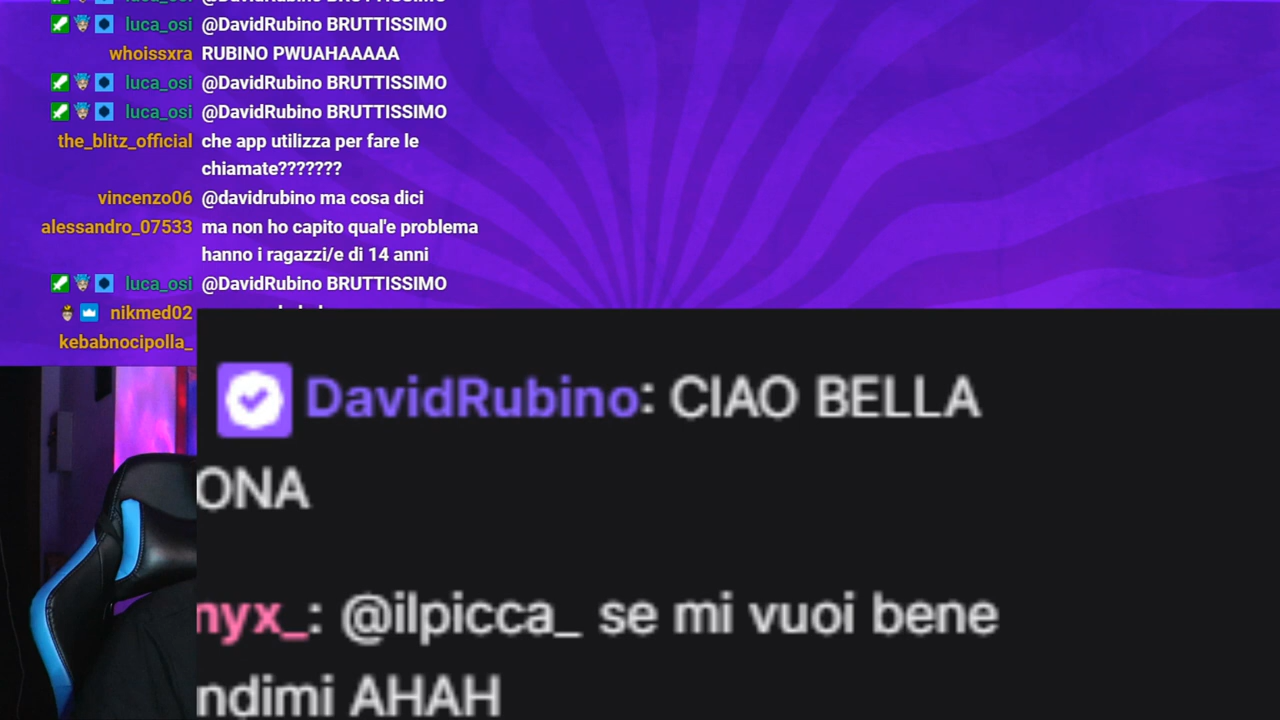 luca_osi @DavidRubino BRUTTISSIMO
whoissxra RUBINO PWUAHAAAAA
luca_osi @DavidRubino BRUTTISSIMO
luca_osi @DavidRubino BRUTTISSIMO
the_blitz_official che app utilizza per fare le
chiamate???????
vincenzo06 @davidrubino ma cosa dici
alessandro_07533 ma non ho capito qual'e problema
hanno i ragazzi/e di 14 anni
luca_osi @DavidRubino BRUTTISSIMO
nikmed02
kebabnocipolla_
DavidRubino: CIAO BELLA
ONA
nyx_: @ilpicca_ se mi vuoi bene
ndimi AHAH